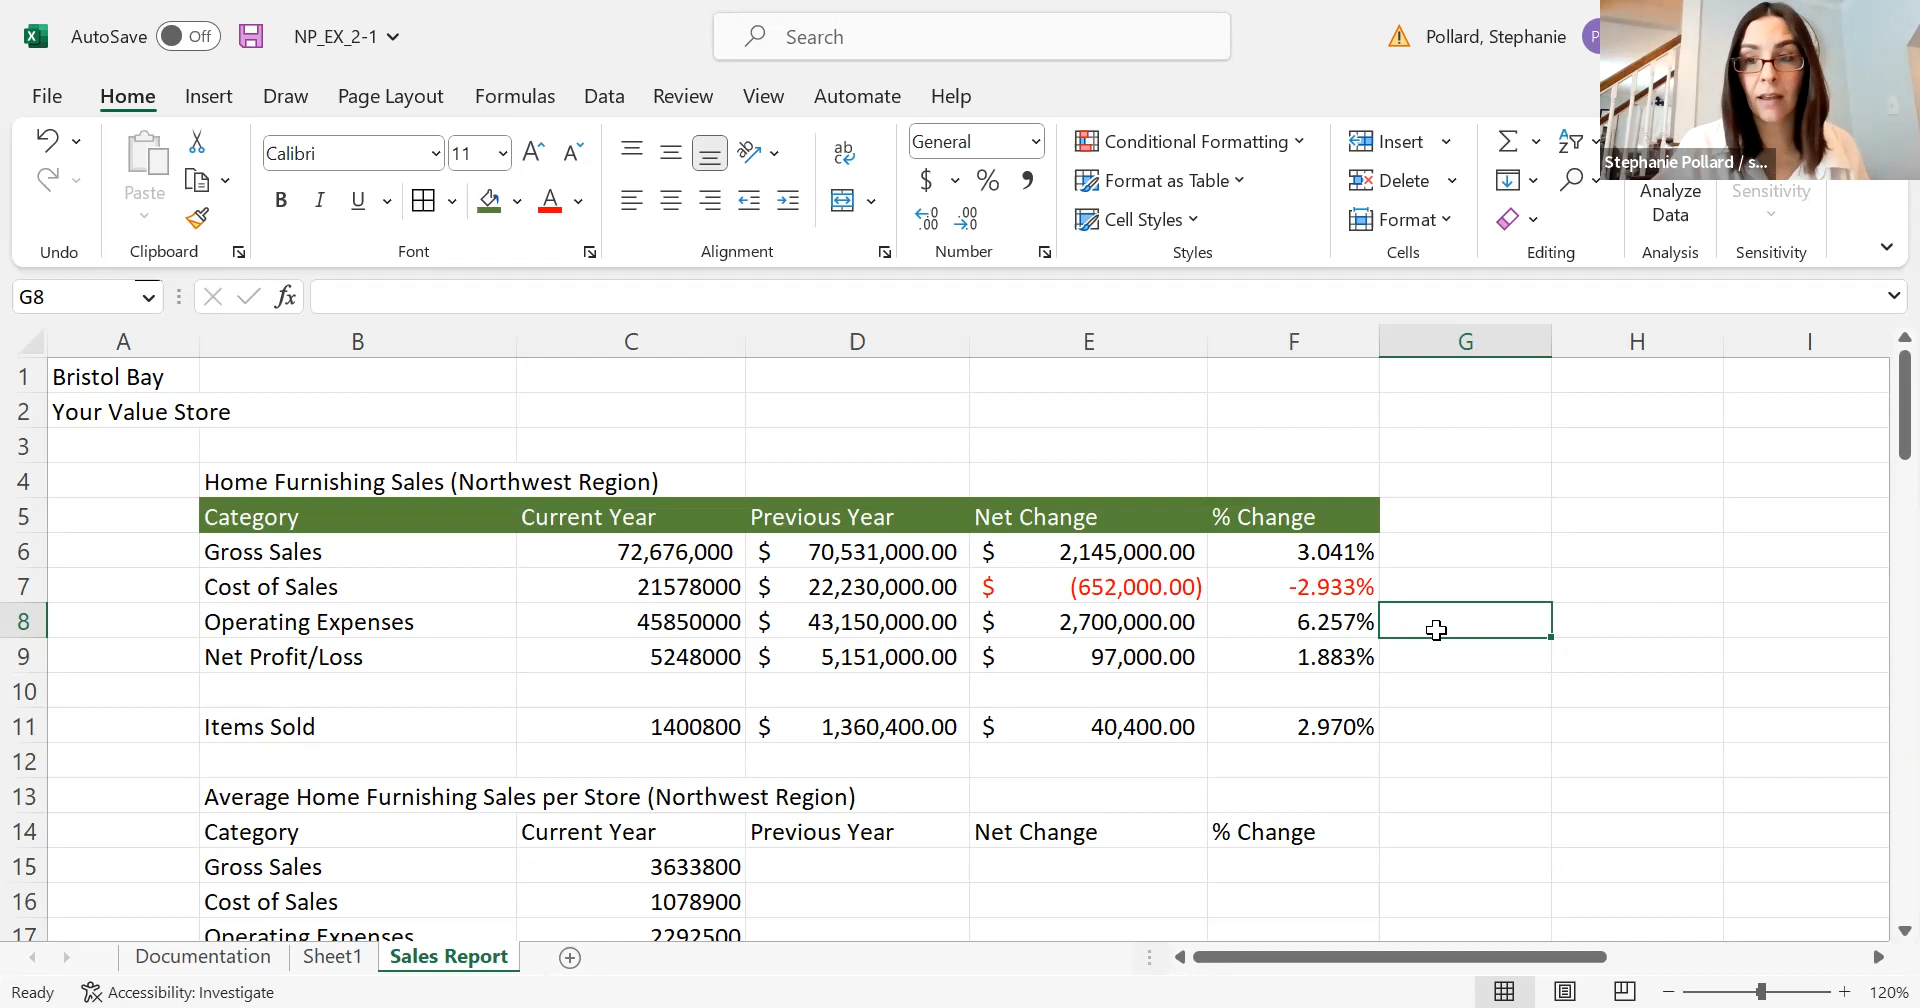 AutoSave Off NP_EX_2-1 Search Pollard, Stephanie P
File Home Insert Draw Page Layout Formulas Data Review View Automate Help
Stephanie Pollard / s...
Paste
Calibri 11
B I U A
ab
General
$ % 9
.00 .00
Conditional Formatting
Format as Table
Cell Styles
Insert
Delete
Format
Analyze
Data
Sensitivity
Undo Clipboard Font Alignment Number Styles Cells Editing Analysis Sensitivity
G8 fx
A B C D E F G H I
1 Bristol Bay
2 Your Value Store
3
4 Home Furnishing Sales (Northwest Region)
5 Category Current Year Previous Year Net Change % Change
6 Gross Sales 72,676,000 $ 70,531,000.00 $ 2,145,000.00 3.041%
7 Cost of Sales 21578000 $ 22,230,000.00 $ (652,000.00) -2.933%
8 Operating Expenses 45850000 $ 43,150,000.00 $ 2,700,000.00 6.257%
9 Net Profit/Loss 5248000 $ 5,151,000.00 $ 97,000.00 1.883%
10
11 Items Sold 1400800 $ 1,360,400.00 $ 40,400.00 2.970%
12
13 Average Home Furnishing Sales per Store (Northwest Region)
14 Category Current Year Previous Year Net Change % Change
15 Gross Sales 3633800
16 Cost of Sales 1078900
17 Operating Expenses 2292500
Documentation Sheet1 Sales Report
Ready Accessibility: Investigate 120%